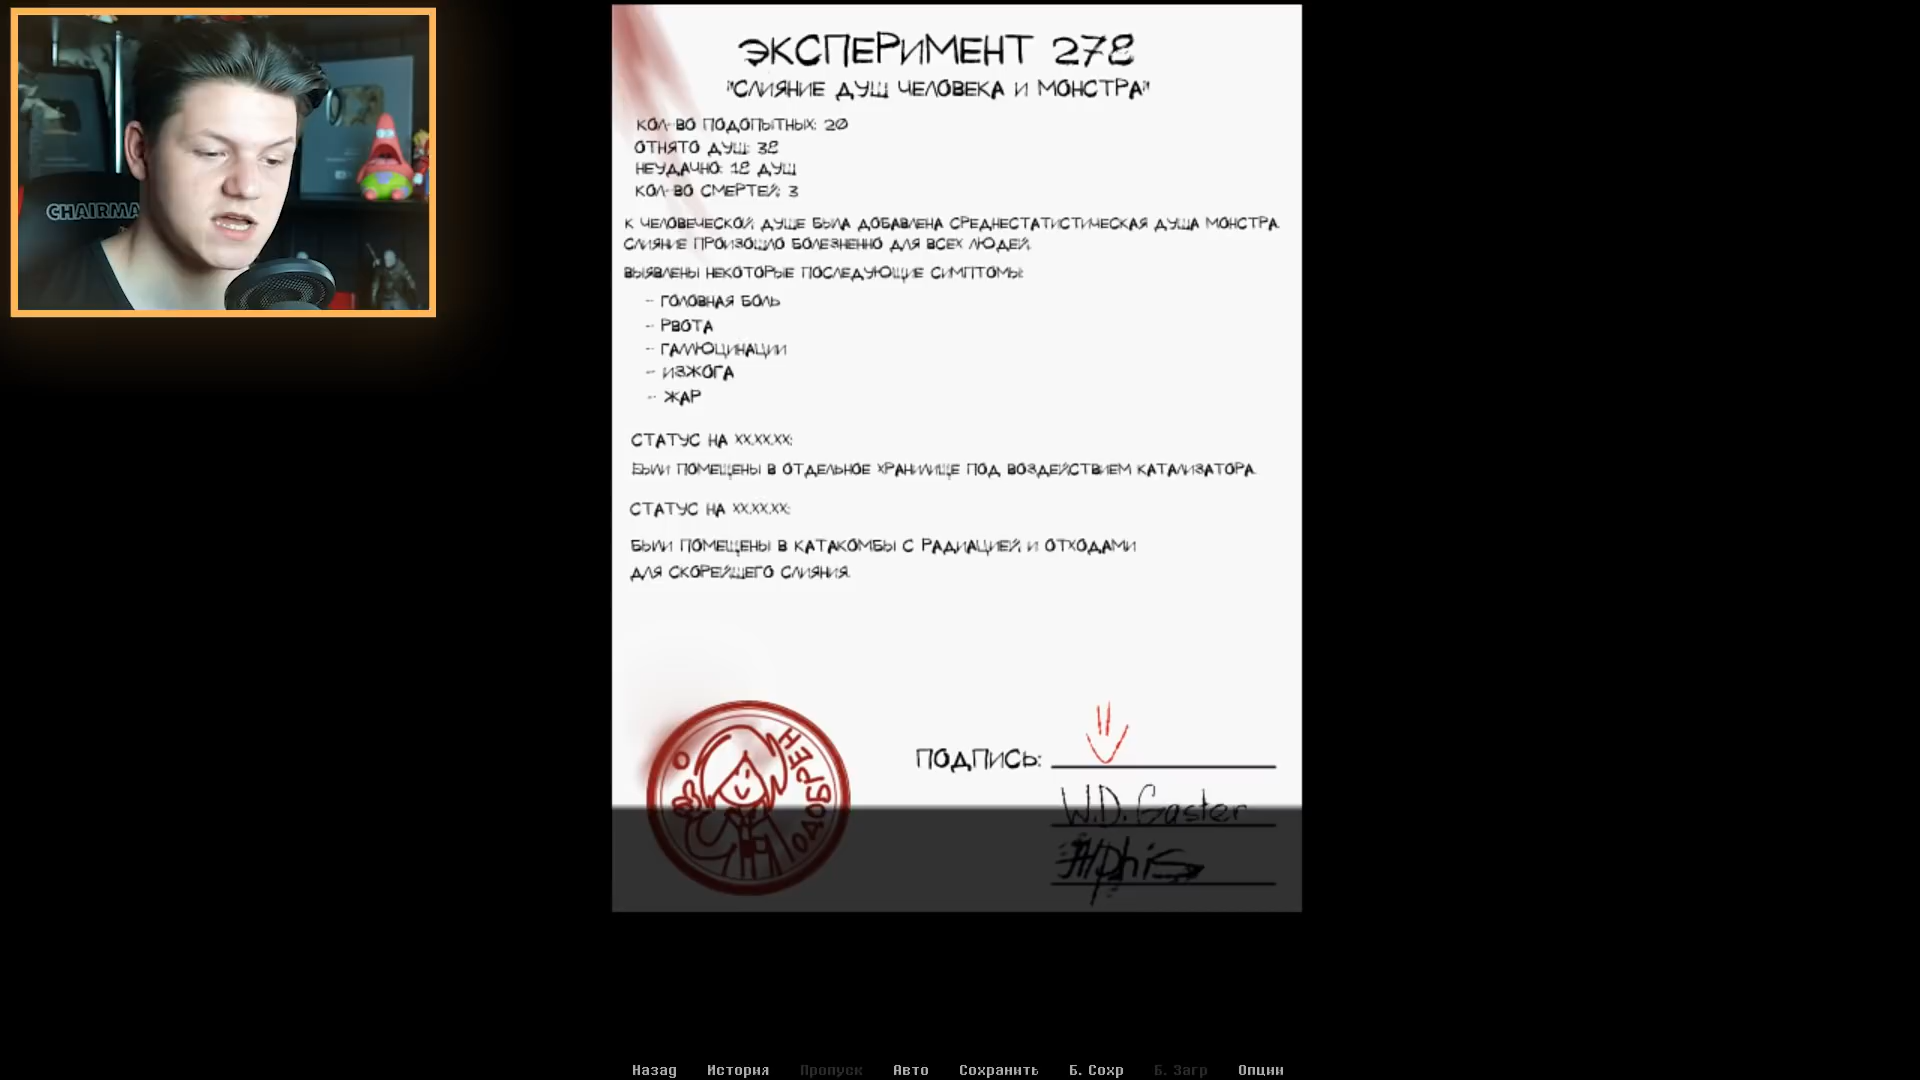 CHAIRMA
ЭКСПЕРИМЕНТ 278
"СЛИЯНИЕ ДУШ ЧЕЛОВЕКА И МОНСТРА"
КОЛ-ВО ПОДОПЫТНЫХ: 20
ОТНЯТО ДУШ: 38
НЕУДАЧНО: 18 ДУШ
КОЛ-ВО СМЕРТЕЙ: 3
К ЧЕЛОВЕЧЕСКОЙ ДУШЕ БЫЛА ДОБАВЛЕНА СРЕДНЕСТАТИСТИЧЕСКАЯ ДУША МОНСТРА.
СЛИЯНИЕ ПРОИЗОШЛО БОЛЕЗНЕННО ДЛЯ ВСЕХ ЛЮДЕЙ.
ВЫЯВЛЕНЫ НЕКОТОРЫЕ ПОСЛЕДУЮЩИЕ СИМПТОМЫ:
- ГОЛОВНАЯ БОЛЬ
- РВОТА
- ГАЛЛЮЦИНАЦИИ
- ИЗЖОГА
- ЖАР
СТАТУС НА XX.XX.XX:
БЫЛИ ПОМЕЩЕНЫ В ОТДЕЛЬНОЕ ХРАНИЛИЩЕ ПОД ВОЗДЕЙСТВИЕМ КАТАЛИЗАТОРА.
СТАТУС НА XX.XX.XX:
БЫЛИ ПОМЕЩЕНЫ В КАТАКОМБЫ С РАДИАЦИЕЙ И ОТХОДАМИ
ДЛЯ СКОРЕЙШЕГО СЛИЯНИЯ.
ОДОБРЕН
ПОДПИСЬ:
W.D. Gaster
Alphis
Назад История Пропуск Авто Сохранить Б. Сохр Б. Загр Опции